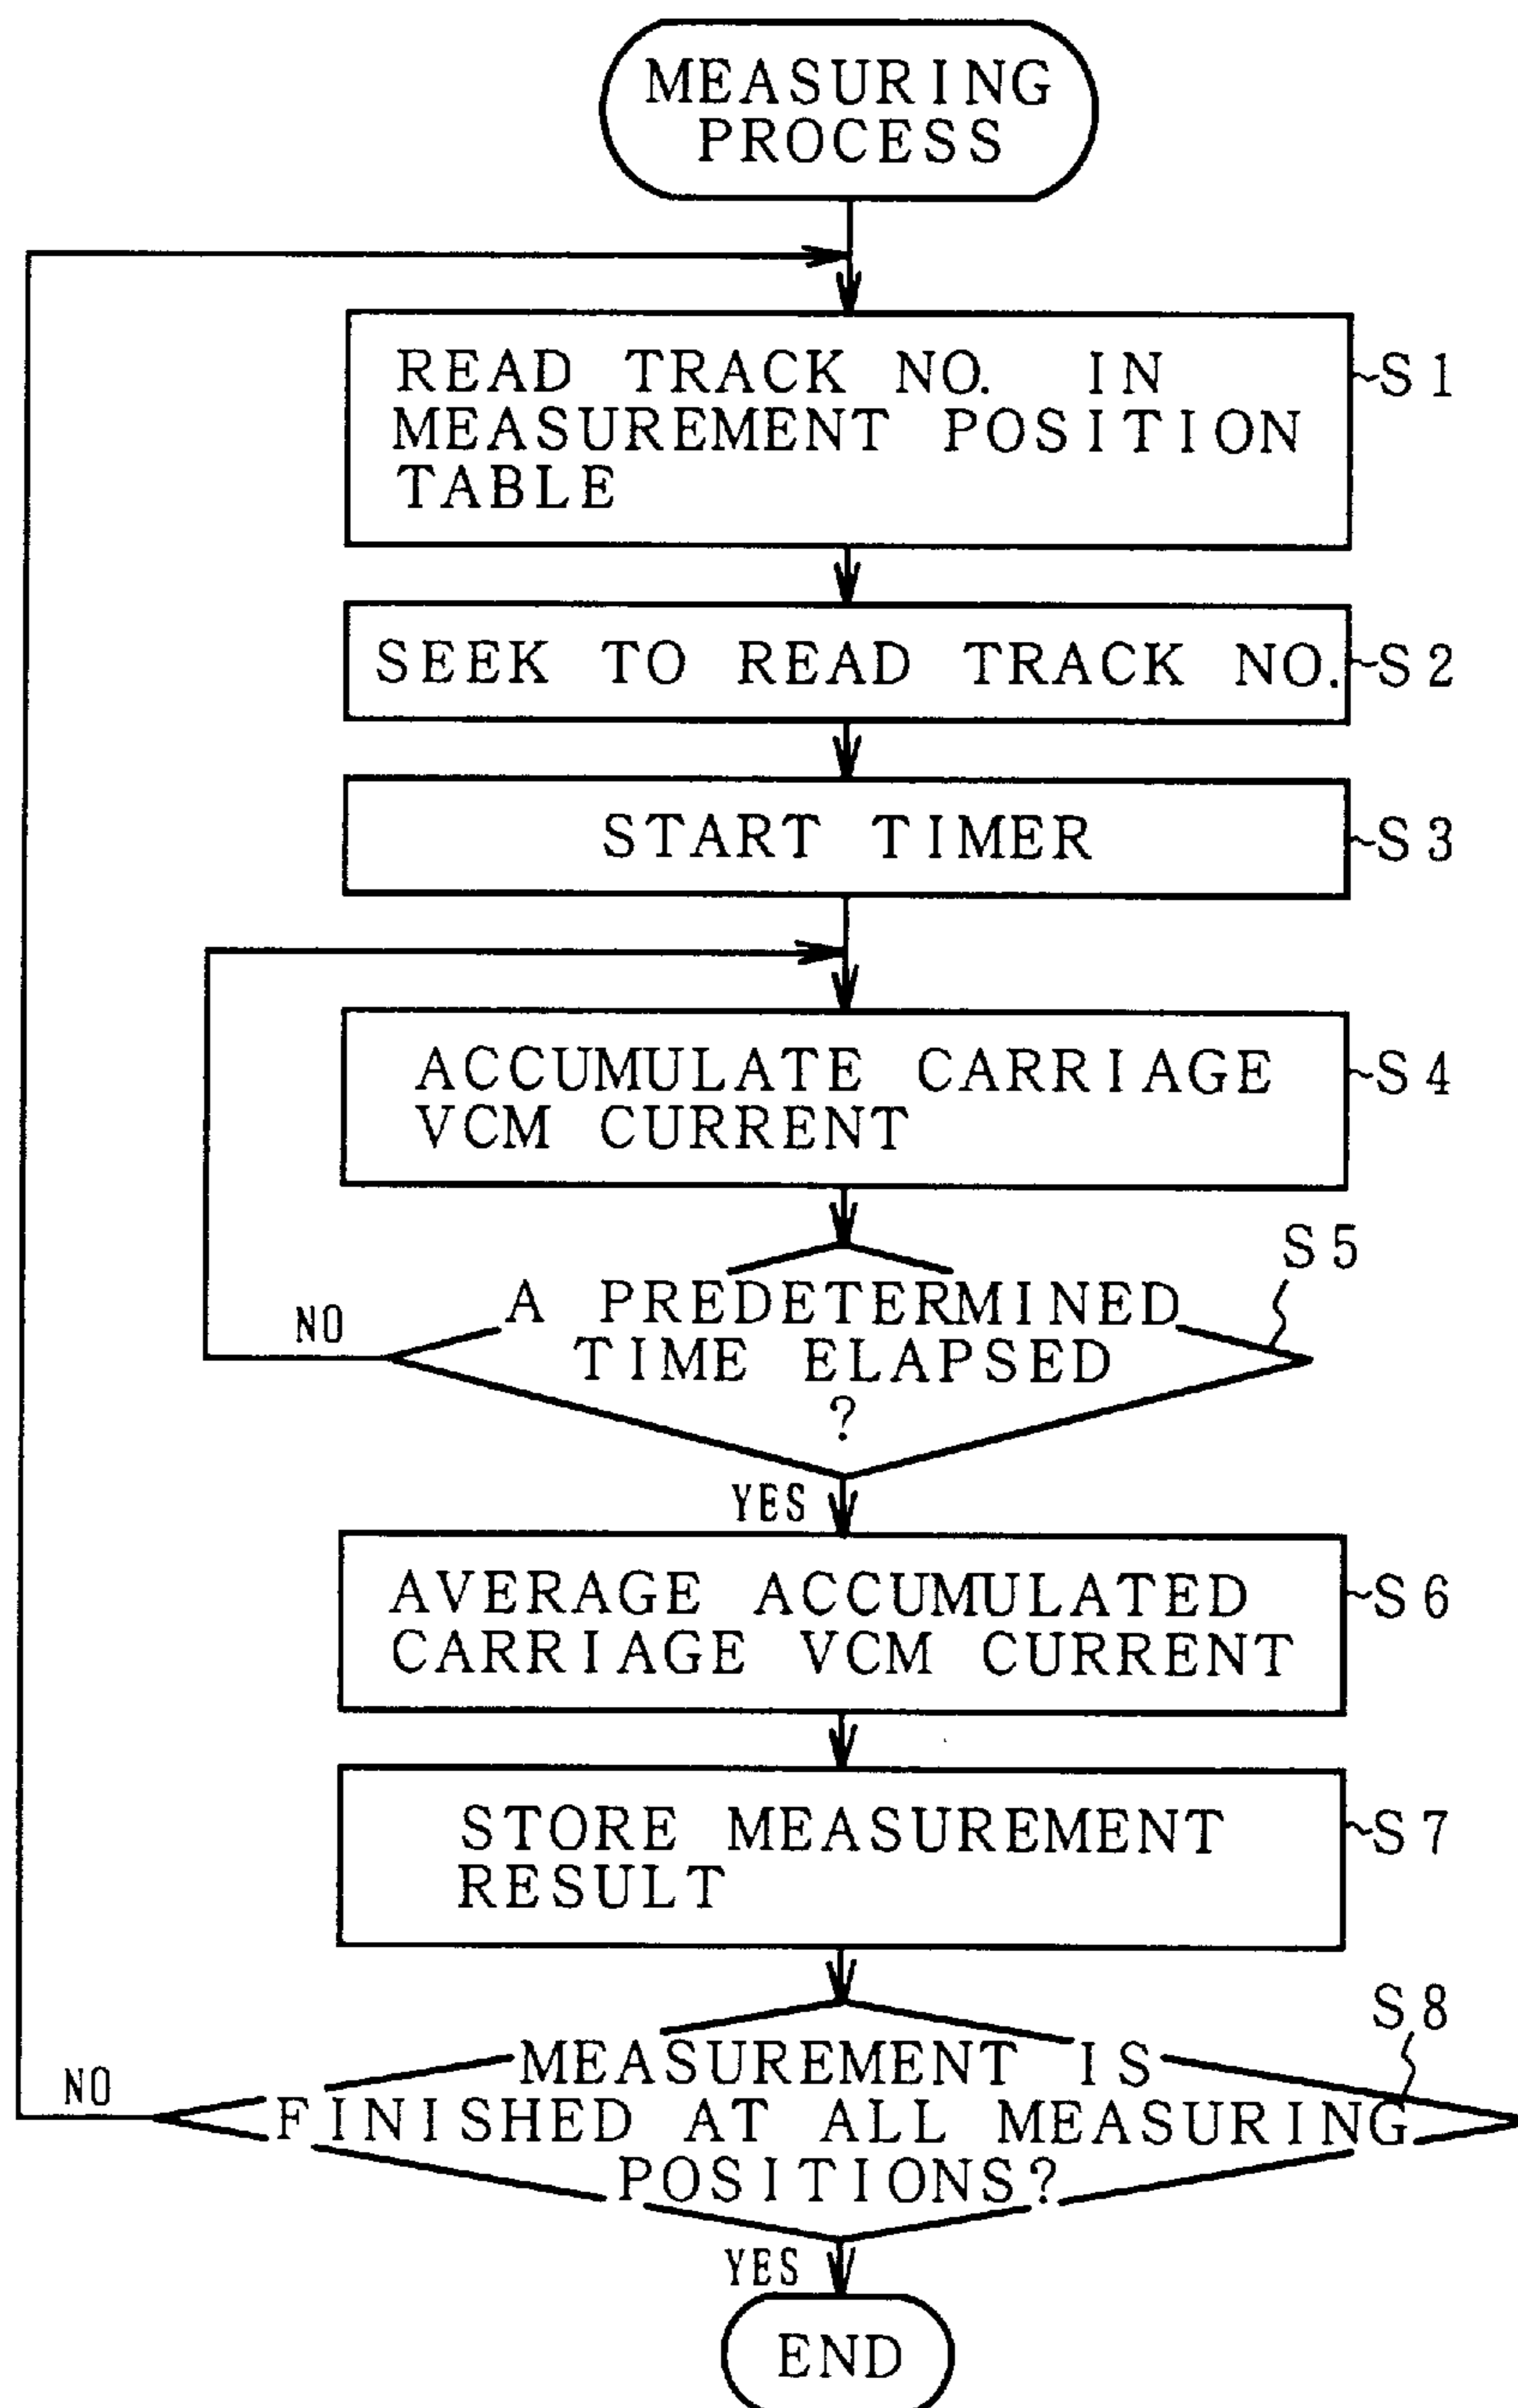 MEASURING
PROCESS
READ TRACK NO. IN
MEASUREMENT POSITION
TABLE
S1
SEEK TO READ TRACK NO.
S2
START TIMER
S3
ACCUMULATE CARRIAGE
VCM CURRENT
S4
S5
A PREDETERMINED
TIME ELAPSED
?
NO
YES
AVERAGE ACCUMULATED
CARRIAGE VCM CURRENT
S6
STORE MEASUREMENT
RESULT
S7
S8
MEASUREMENT IS
FINISHED AT ALL MEASURING
POSITIONS?
NO
YES
END